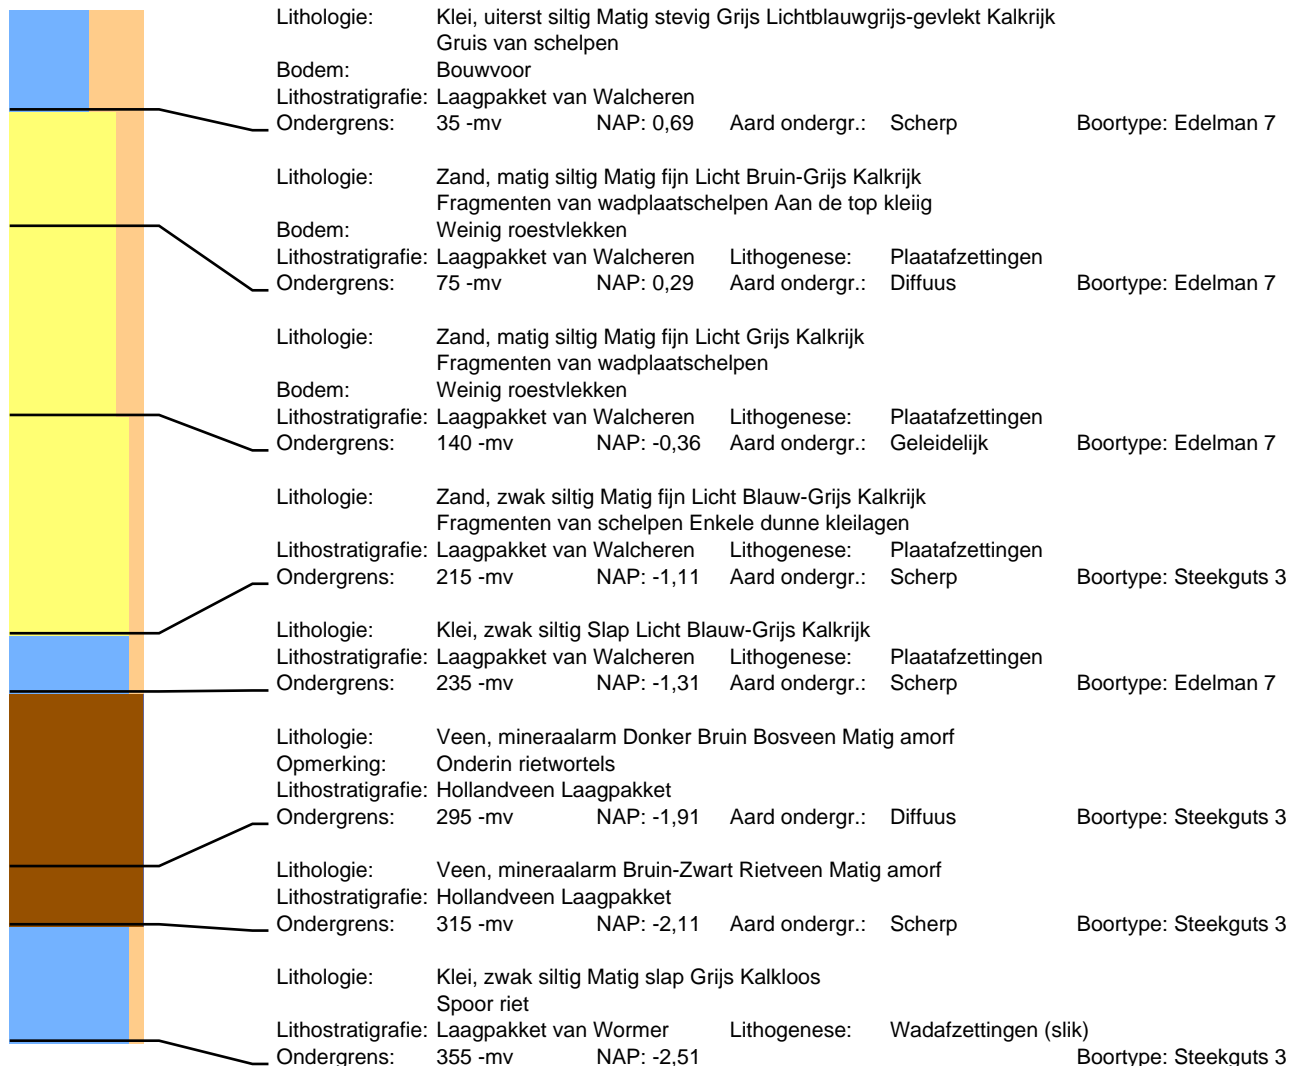 Lithologie: Klei, uiterst siltig Matig stevig Grijs Lichtblauwgrijs-gevlekt Kalkrijk
Gruis van schelpen
Bodem: Bouwvoor
Lithostratigrafie: Laagpakket van Walcheren
Ondergrens: 35 -mv NAP: 0,69 Aard ondergr.: Scherp Boortype: Edelman 7
Lithologie: Zand, matig siltig Matig fijn Licht Bruin-Grijs Kalkrijk
Fragmenten van wadplaatschelpen Aan de top kleiig
Bodem: Weinig roestvlekken
Lithostratigrafie: Laagpakket van Walcheren Lithogenese: Plaatafzettingen
Ondergrens: 75 -mv NAP: 0,29 Aard ondergr.: Diffuus Boortype: Edelman 7
Lithologie: Zand, matig siltig Matig fijn Licht Grijs Kalkrijk
Fragmenten van wadplaatschelpen
Bodem: Weinig roestvlekken
Lithostratigrafie: Laagpakket van Walcheren Lithogenese: Plaatafzettingen
Ondergrens: 140 -mv NAP: -0,36 Aard ondergr.: Geleidelijk Boortype: Edelman 7
Lithologie: Zand, zwak siltig Matig fijn Licht Blauw-Grijs Kalkrijk
Fragmenten van schelpen Enkele dunne kleilagen
Lithostratigrafie: Laagpakket van Walcheren Lithogenese: Plaatafzettingen
Ondergrens: 215 -mv NAP: -1,11 Aard ondergr.: Scherp Boortype: Steekguts 3
Lithologie: Klei, zwak siltig Slap Licht Blauw-Grijs Kalkrijk
Lithostratigrafie: Laagpakket van Walcheren Lithogenese: Plaatafzettingen
Ondergrens: 235 -mv NAP: -1,31 Aard ondergr.: Scherp Boortype: Edelman 7
Lithologie: Veen, mineraalarm Donker Bruin Bosveen Matig amorf
Opmerking: Onderin rietwortels
Lithostratigrafie: Hollandveen Laagpakket
Ondergrens: 295 -mv NAP: -1,91 Aard ondergr.: Diffuus Boortype: Steekguts 3
Lithologie: Veen, mineraalarm Bruin-Zwart Rietveen Matig amorf
Lithostratigrafie: Hollandveen Laagpakket
Ondergrens: 315 -mv NAP: -2,11 Aard ondergr.: Scherp Boortype: Steekguts 3
Lithologie: Klei, zwak siltig Matig slap Grijs Kalkloos
Spoor riet
Lithostratigrafie: Laagpakket van Wormer Lithogenese: Wadafzettingen (slik)
Ondergrens: 355 -mv NAP: -2,51 Boortype: Steekguts 3